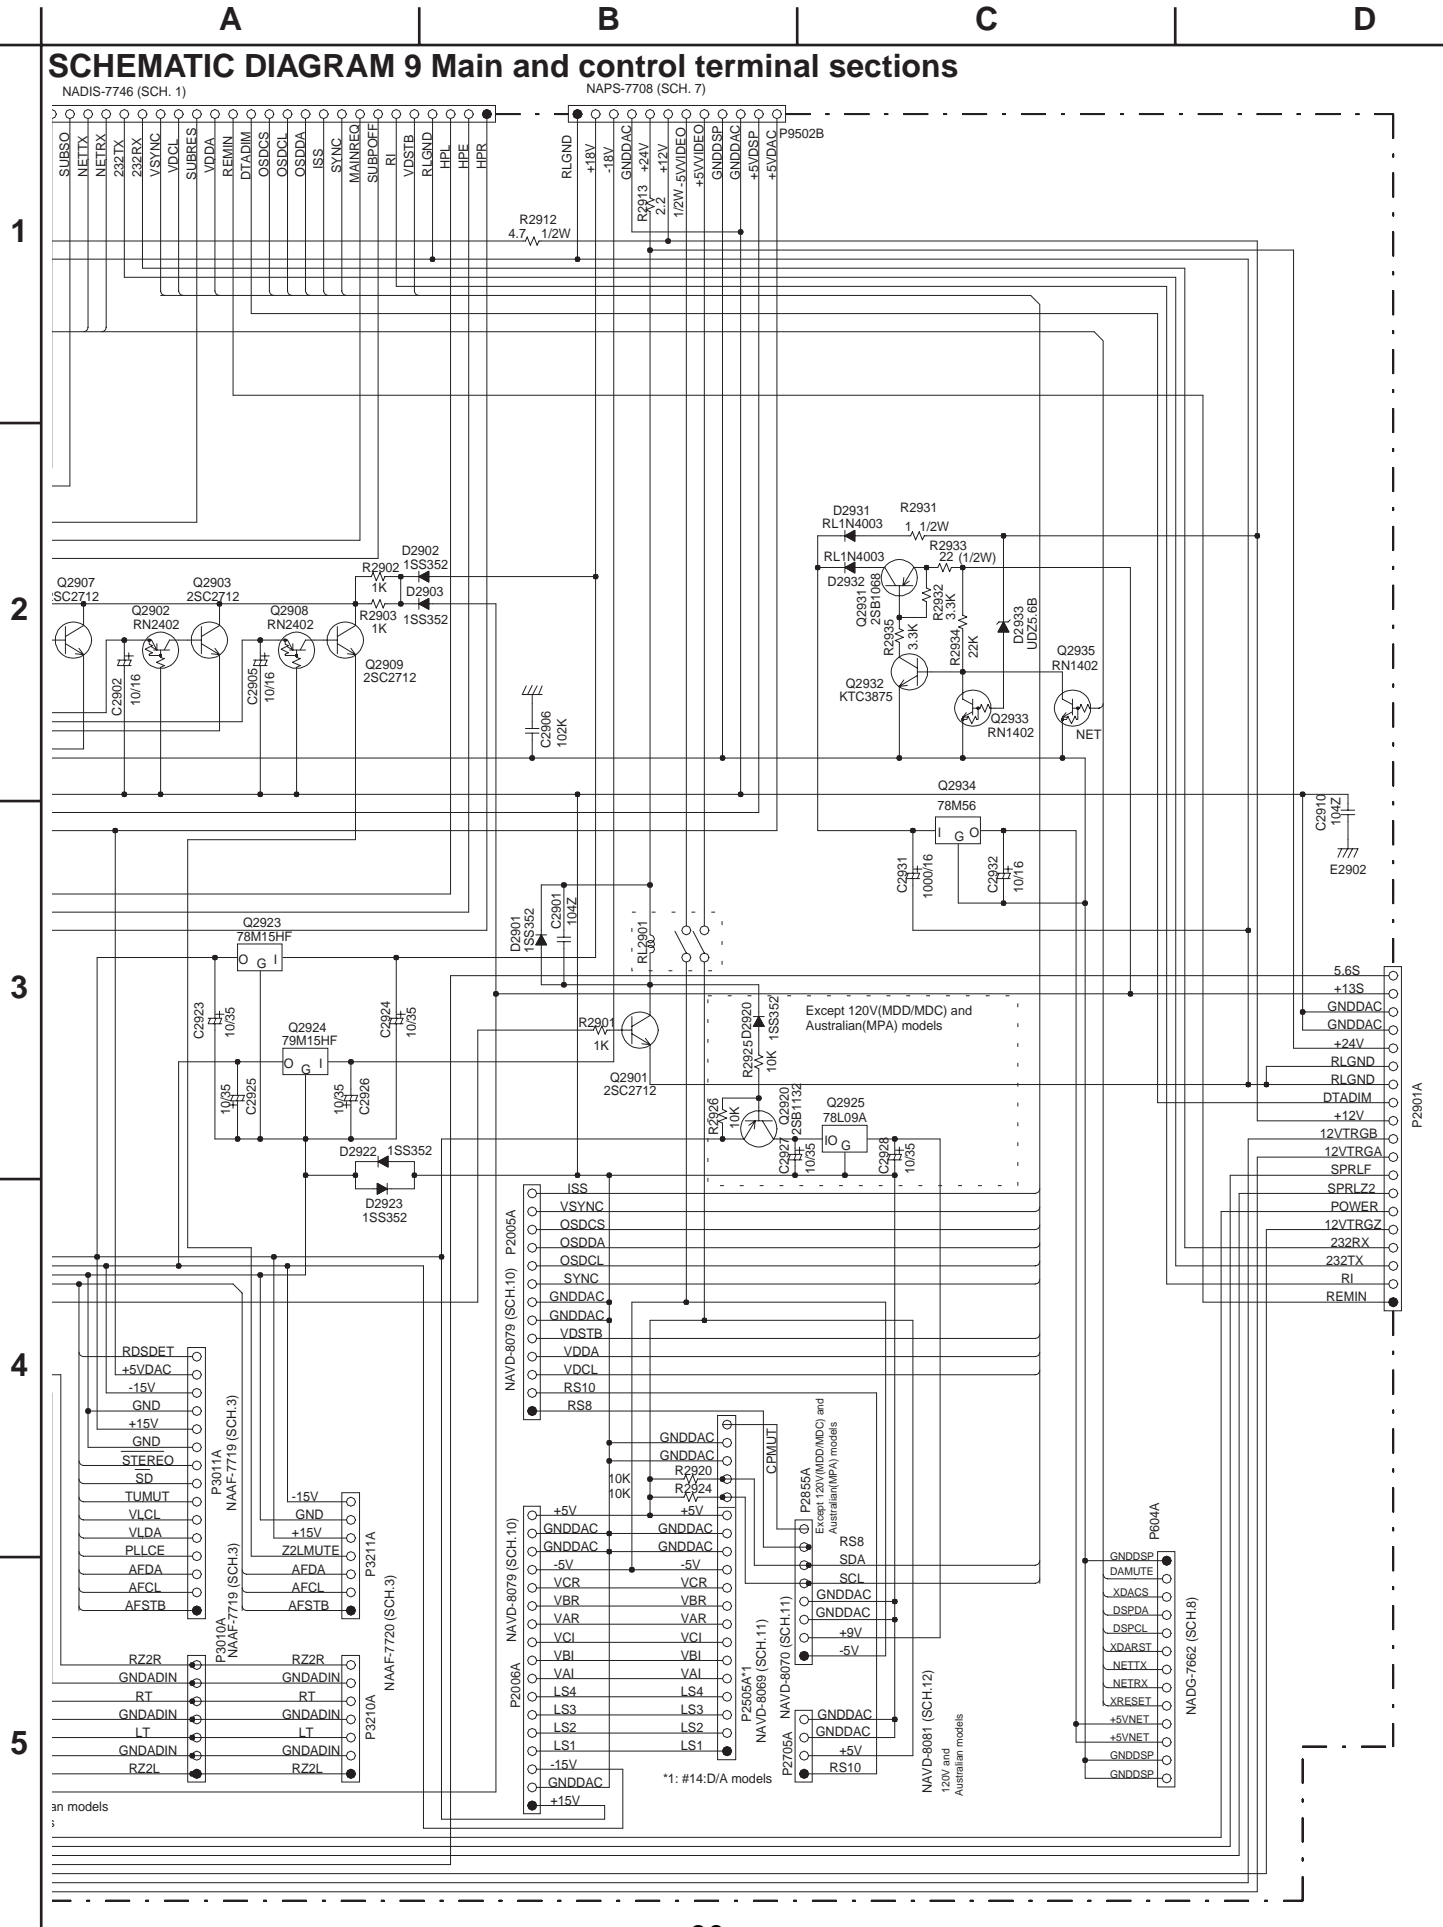 A
B
C
D
SCHEMATIC DIAGRAM 9 Main and control terminal sections
NADIS-7746 (SCH. 1)
NAPS-7708 (SCH. 7)
P9502B
SUBSO
NETTX
NETRX
232TX
232RX
VSYNC
VDCL
SUBRES
VDDA
REMIN
DTADIM
OSDCS
OSDCL
OSDDA
ISS
SYNC
MAINREQ
SUBPOFF
RI
VDSTB
RLGND
HPL
HPE
HPR
RLGND
+18V
-18V
GNDDAC
+24V
+12V
-5VVIDEO
+5VVIDEO
GNDDSP
GNDDAC
+5VDSP
+5VDAC
1
R2912
4.7 1/2W
R2913
2.2
1/2W
2
Q2907
2SC2712
Q2903
2SC2712
Q2902
RN2402
Q2908
RN2402
R2902
1K
R2903
1K
D2902
1SS352
D2903
1SS352
Q2909
2SC2712
C2902
10/16
C2905
10/16
C2906
102K
D2931
RL1N4003
R2931
1 1/2W
RL1N4003
D2932
R2933
22 (1/2W)
Q2931
2SB1068
R2932
3.3K
R2935
3.3K
R2934
22K
D2933
UDZ5.6B
Q2935
RN1402
Q2932
KTC3875
Q2933
RN1402
NET
Q2934
78M56
I G O
C2931
1000/16
C2932
10/16
C2910
104Z
E2902
3
Q2923
78M15HF
O G I
C2923
10/35
C2924
10/35
Q2924
79M15HF
O G I
10/35
C2925
10/35
C2926
D2922 1SS352
D2923
1SS352
D2901
1SS352
C2901
104Z
RL2901
R2901
1K
Q2901
2SC2712
D2920
1SS352
R2925
10K
Except 120V(MDD/MDC) and
Australian(MPA) models
R2926
10K
Q2920
2SB1132
Q2925
78L09A
IO G
C2927
10/35
C2928
10/35
5.6S
+13S
GNDDAC
GNDDAC
+24V
RLGND
RLGND
DTADIM
+12V
12VTRGB
12VTRGA
SPRLF
SPRLZ2
POWER
12VTRGZ
232RX
232TX
RI
REMIN
P2901A
4
P2005A
NAVD-8079 (SCH.10)
ISS
VSYNC
OSDCS
OSDDA
OSDCL
SYNC
GNDDAC
GNDDAC
VDSTB
VDDA
VDCL
RS10
RS8
RDSDET
+5VDAC
-15V
GND
+15V
GND
STEREO
SD
TUMUT
VLCL
VLDA
PLLCE
AFDA
AFCL
AFSTB
P3011A
NAAF-7719 (SCH.3)
-15V
GND
+15V
Z2LMUTE
AFDA
AFCL
AFSTB
P3211A
NAAF-7720 (SCH.3)
P3010A
NAAF-7719 (SCH.3)
RZ2R
GNDADIN
RT
GNDADIN
LT
GNDADIN
RZ2L
RZ2R
GNDADIN
RT
GNDADIN
LT
GNDADIN
RZ2L
P3210A
GNDDAC
GNDDAC
10K R2920
10K R2924
CPMUT
NAVD-8079 (SCH.10)
P2006A
+5V +5V
GNDDAC GNDDAC
GNDDAC GNDDAC
-5V -5V
VCR VCR
VBR VBR
VAR VAR
VCI VCI
VBI VBI
VAI VAI
LS4 LS4
LS3 LS3
LS2 LS2
LS1 LS1
-15V
GNDDAC
+15V
P2505A*1
NAVD-8069 (SCH.11)
*1: #14:D/A models
P2855A
Except 120V(MDD/MDC) and
Australian(MPA) models
NAVD-8070 (SCH.11)
RS8
SDA
SCL
GNDDAC
GNDDAC
+9V
-5V
P2705A
GNDDAC
GNDDAC
+5V
RS10
NAVD-8081 (SCH.12)
120V and
Australian models
P604A
GNDDSP
DAMUTE
XDACS
DSPDA
DSPCL
XDARST
NETTX
NETRX
XRESET
+5VNET
+5VNET
GNDDSP
GNDDSP
NADG-7662 (SCH.8)
5
an models